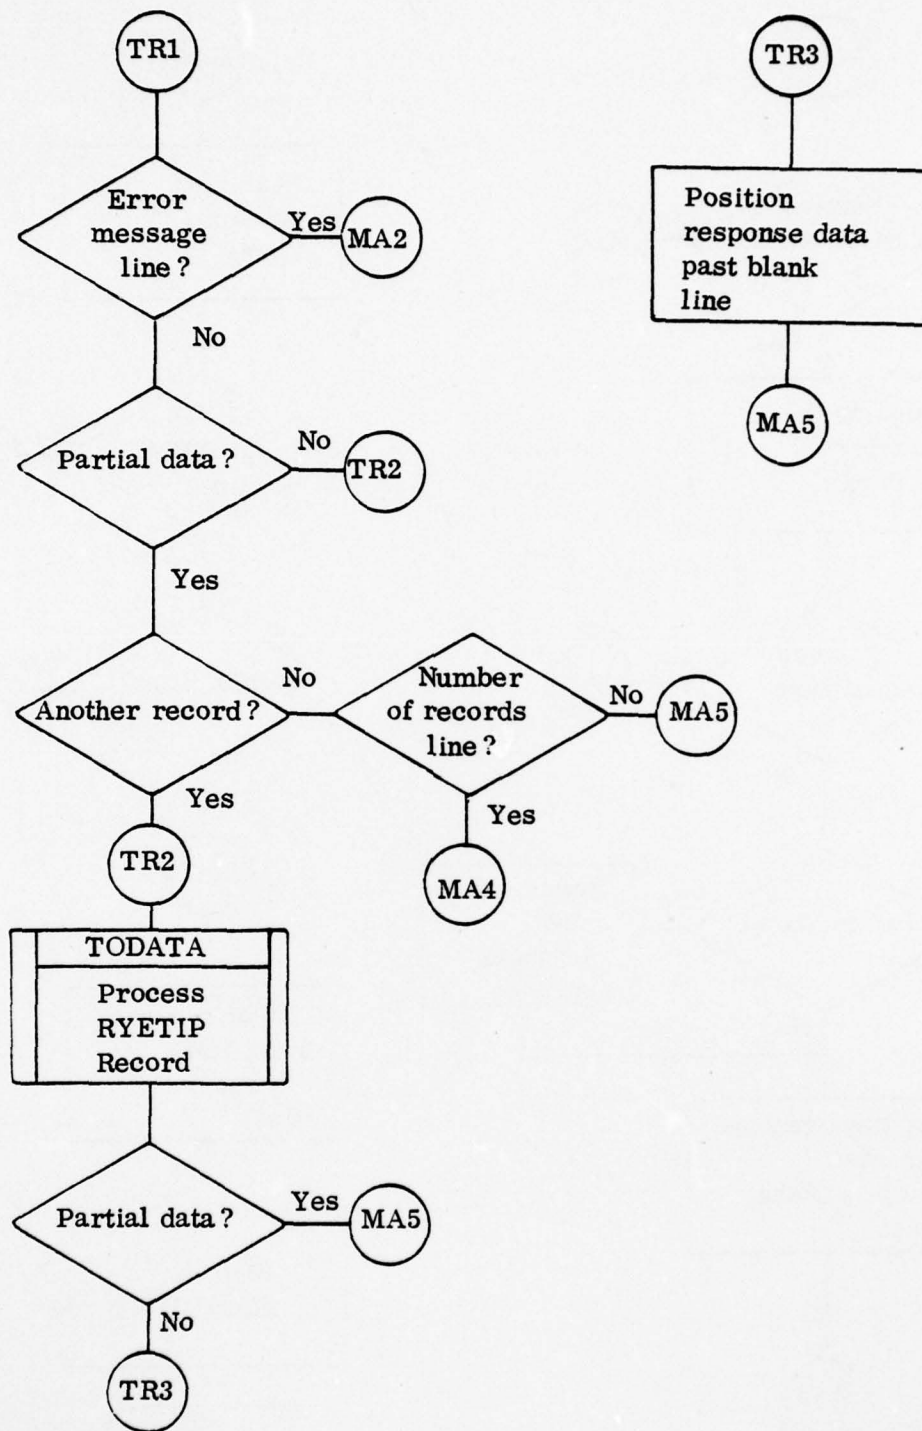 TR1
Error
message
line?
Yes
MA2
No
Partial data?
No
TR2
Yes
Another record?
No
Number
of records
line?
No
MA5
Yes
Yes
MA4
TR2
TODATA
Process
RYETIP
Record
Partial data?
Yes
MA5
No
TR3
TR3
Position
response data
past blank
line
MA5